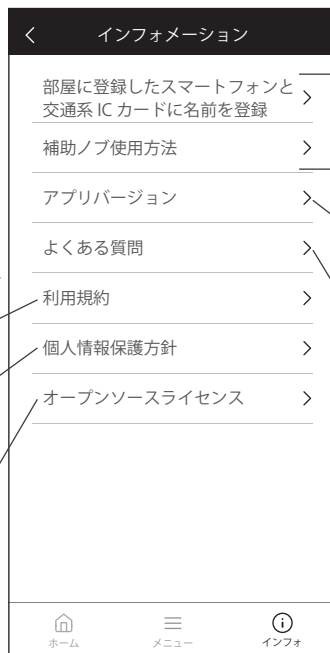 インフォメーション
部屋に登録したスマートフォンと
交通系 IC カードに名前を登録
補助ノブ使用方法
アプリバージョン
よくある質問
利用規約
個人情報保護方針
オープンソースライセンス
ホーム
メニュー
インフォ